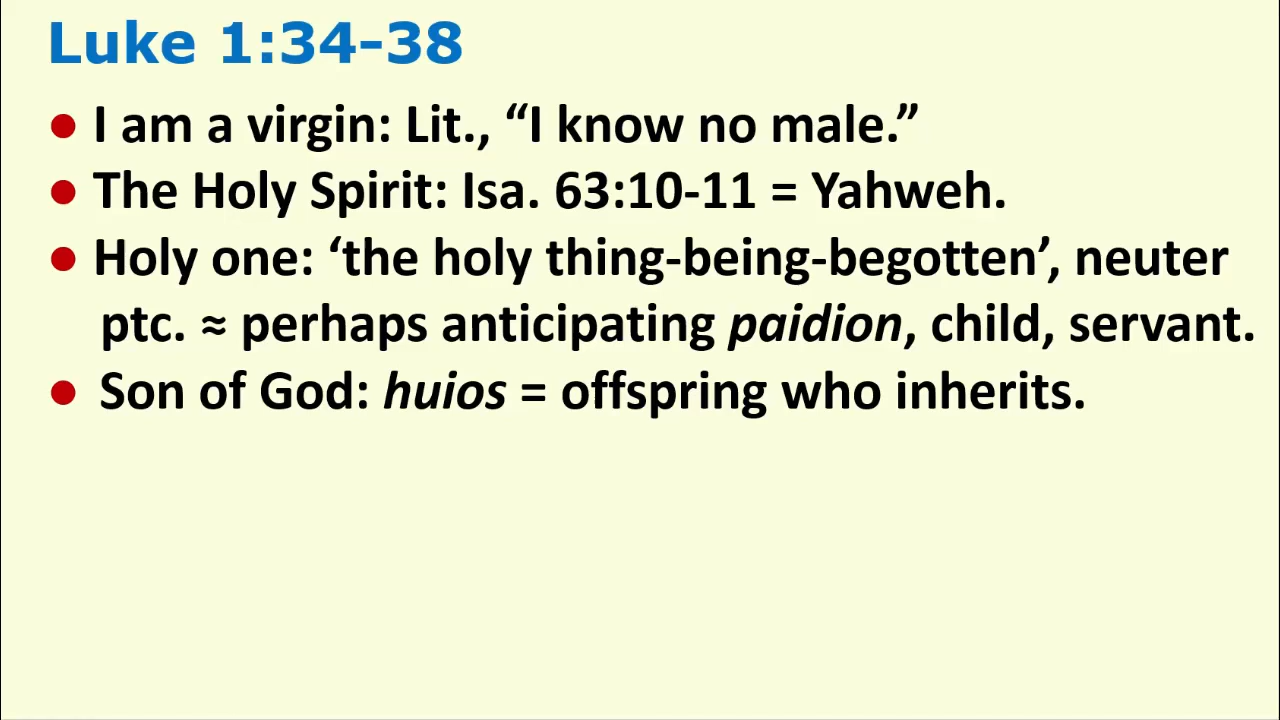 Luke 1:34-38
● I am a virgin: Lit., “I know no male.”
● The Holy Spirit: Isa. 63:10-11 = Yahweh.
● Holy one: ‘the holy thing-being-begotten’, neuter
ptc. ≈ perhaps anticipating paidion, child, servant.
● Son of God: huios = offspring who inherits.